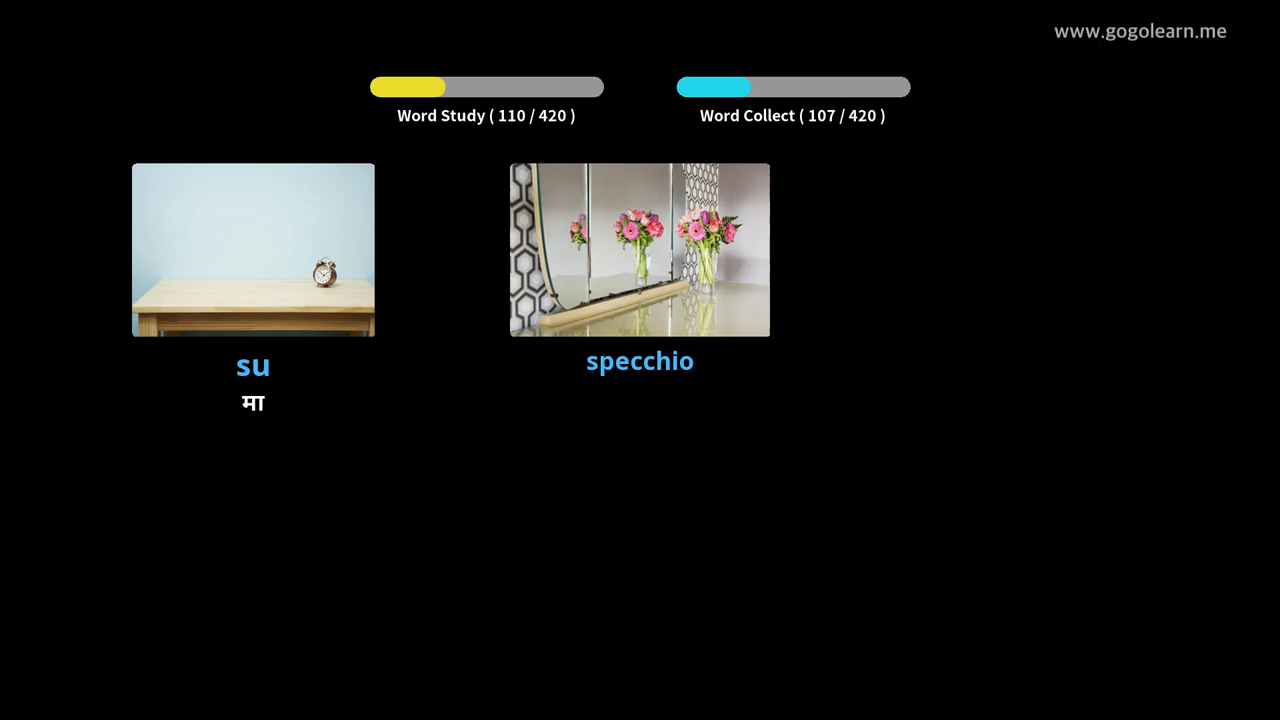 www.gogolearn.me
Word Study ( 110 / 420 )
Word Collect ( 107 / 420 )
su
मा
specchio